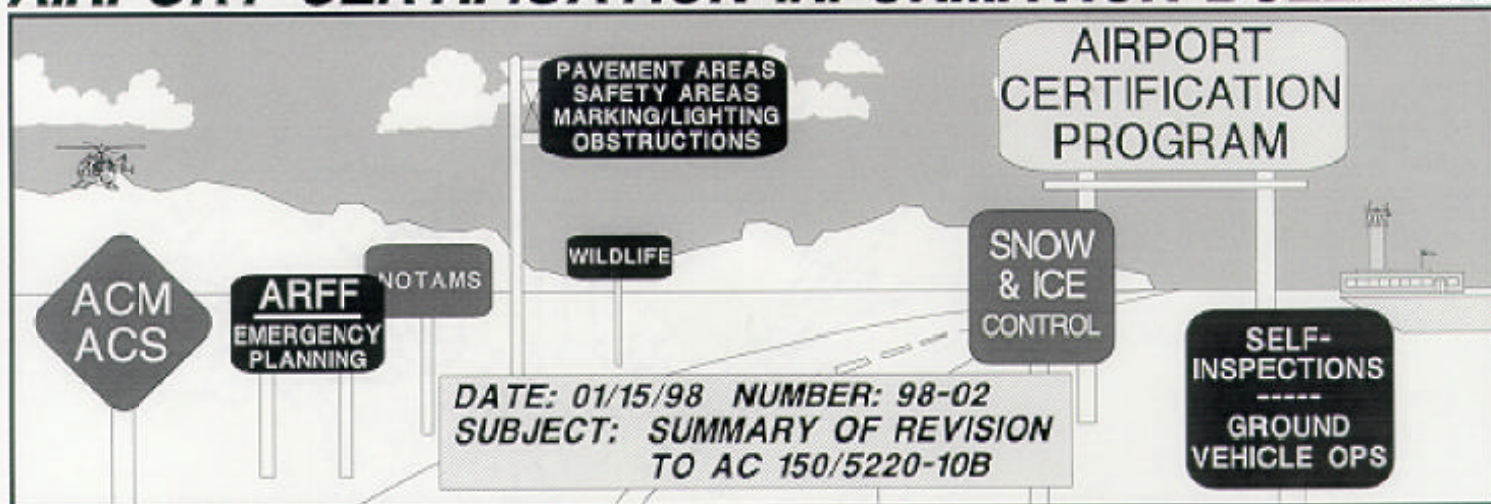 PAVEMENT AREAS
SAFETY AREAS
MARKING/LIGHTING
OBSTRUCTIONS
AIRPORT
CERTIFICATION
PROGRAM
WILDLIFE
SNOW
& ICE
CONTROL
ACM
ACS
ARFF
EMERGENCY
PLANNING
NOTAMS
SELF-
INSPECTIONS
-----
GROUND
VEHICLE OPS
DATE: 01/15/98 NUMBER: 98-02
SUBJECT: SUMMARY OF REVISION
TO AC 150/5220-10B